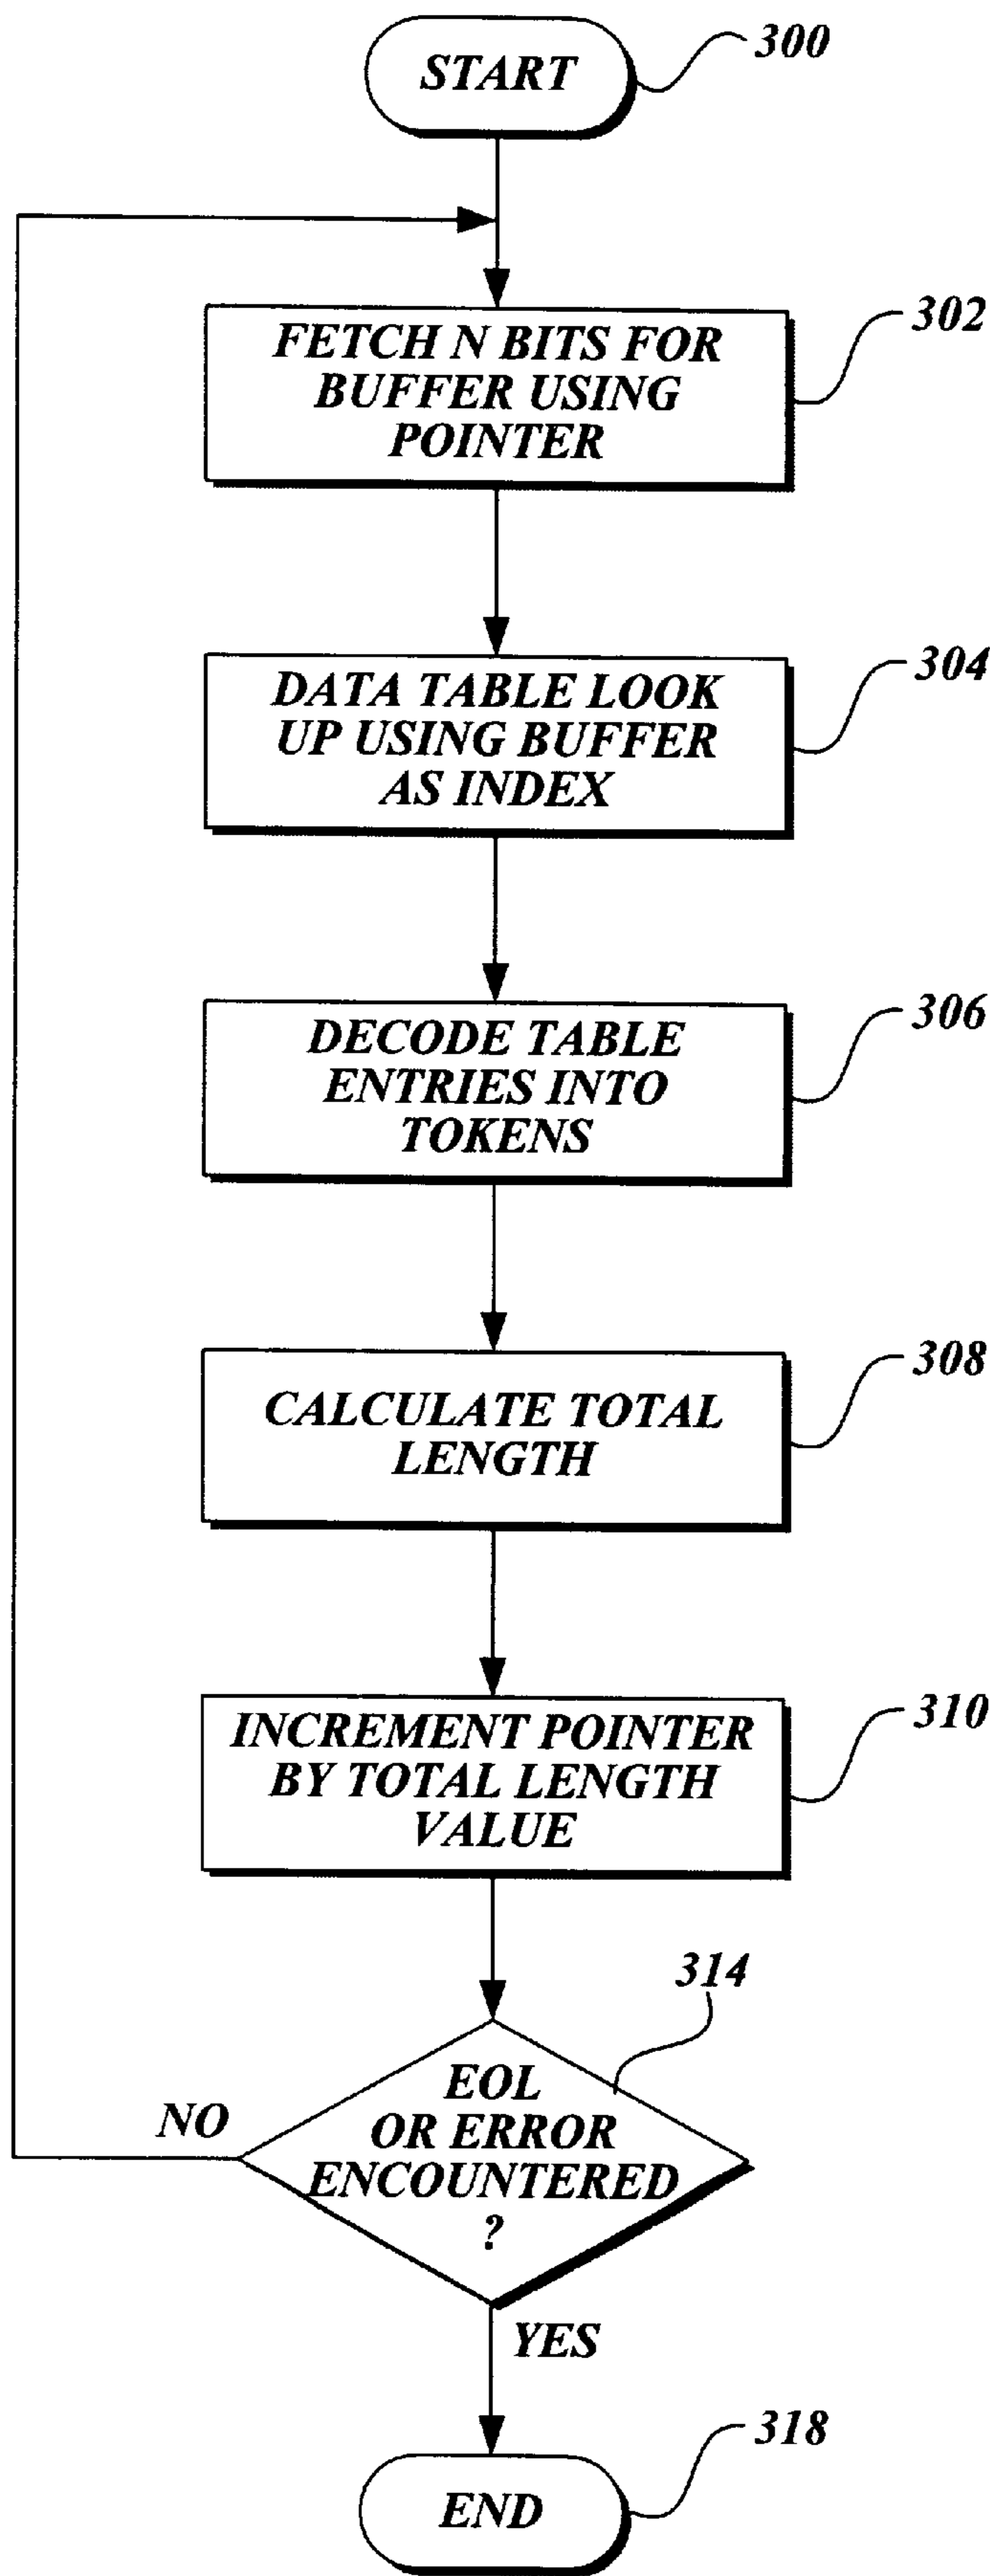 START
300
FETCH N BITS FOR
BUFFER USING
POINTER
302
DATA TABLE LOOK
UP USING BUFFER
AS INDEX
304
DECODE TABLE
ENTRIES INTO
TOKENS
306
CALCULATE TOTAL
LENGTH
308
INCREMENT POINTER
BY TOTAL LENGTH
VALUE
310
314
EOL
OR ERROR
ENCOUNTERED
?
NO
YES
318
END